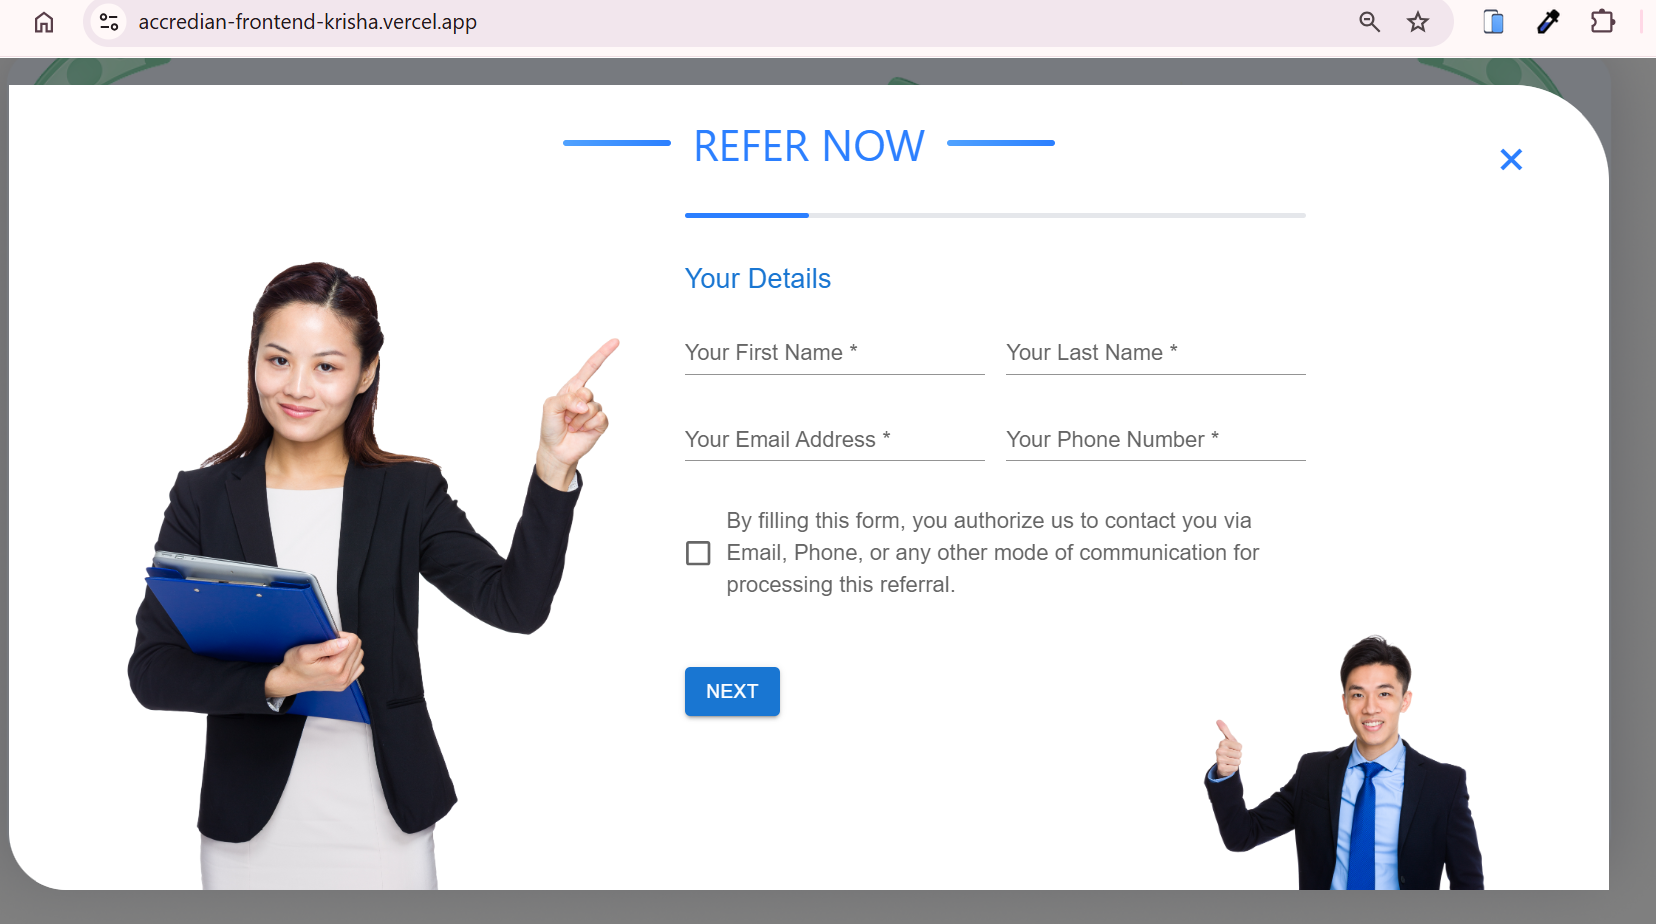 accredian-frontend-krisha.vercel.app
REFER NOW
Your Details
Your First Name *
Your Last Name *
Your Email Address *
Your Phone Number *
By filling this form, you authorize us to contact you via
Email, Phone, or any other mode of communication for
processing this referral.
NEXT